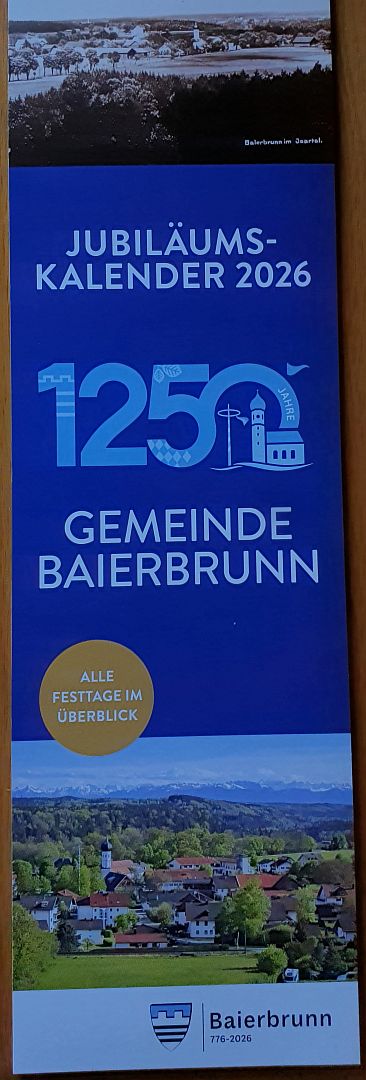 Baierbrunn im Isartal.
JUBILÄUMS-
KALENDER 2026
1250
JAHRE
GEMEINDE
BAIERBRUNN
ALLE
FESTTAGE IM
ÜBERBLICK
Baierbrunn
776-2026